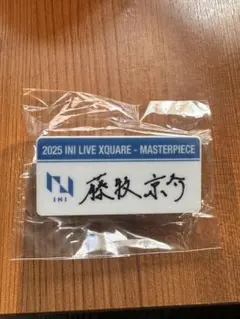 2025 INI LIVE XQUARE - MASTERPIECE
INI
藤牧京介